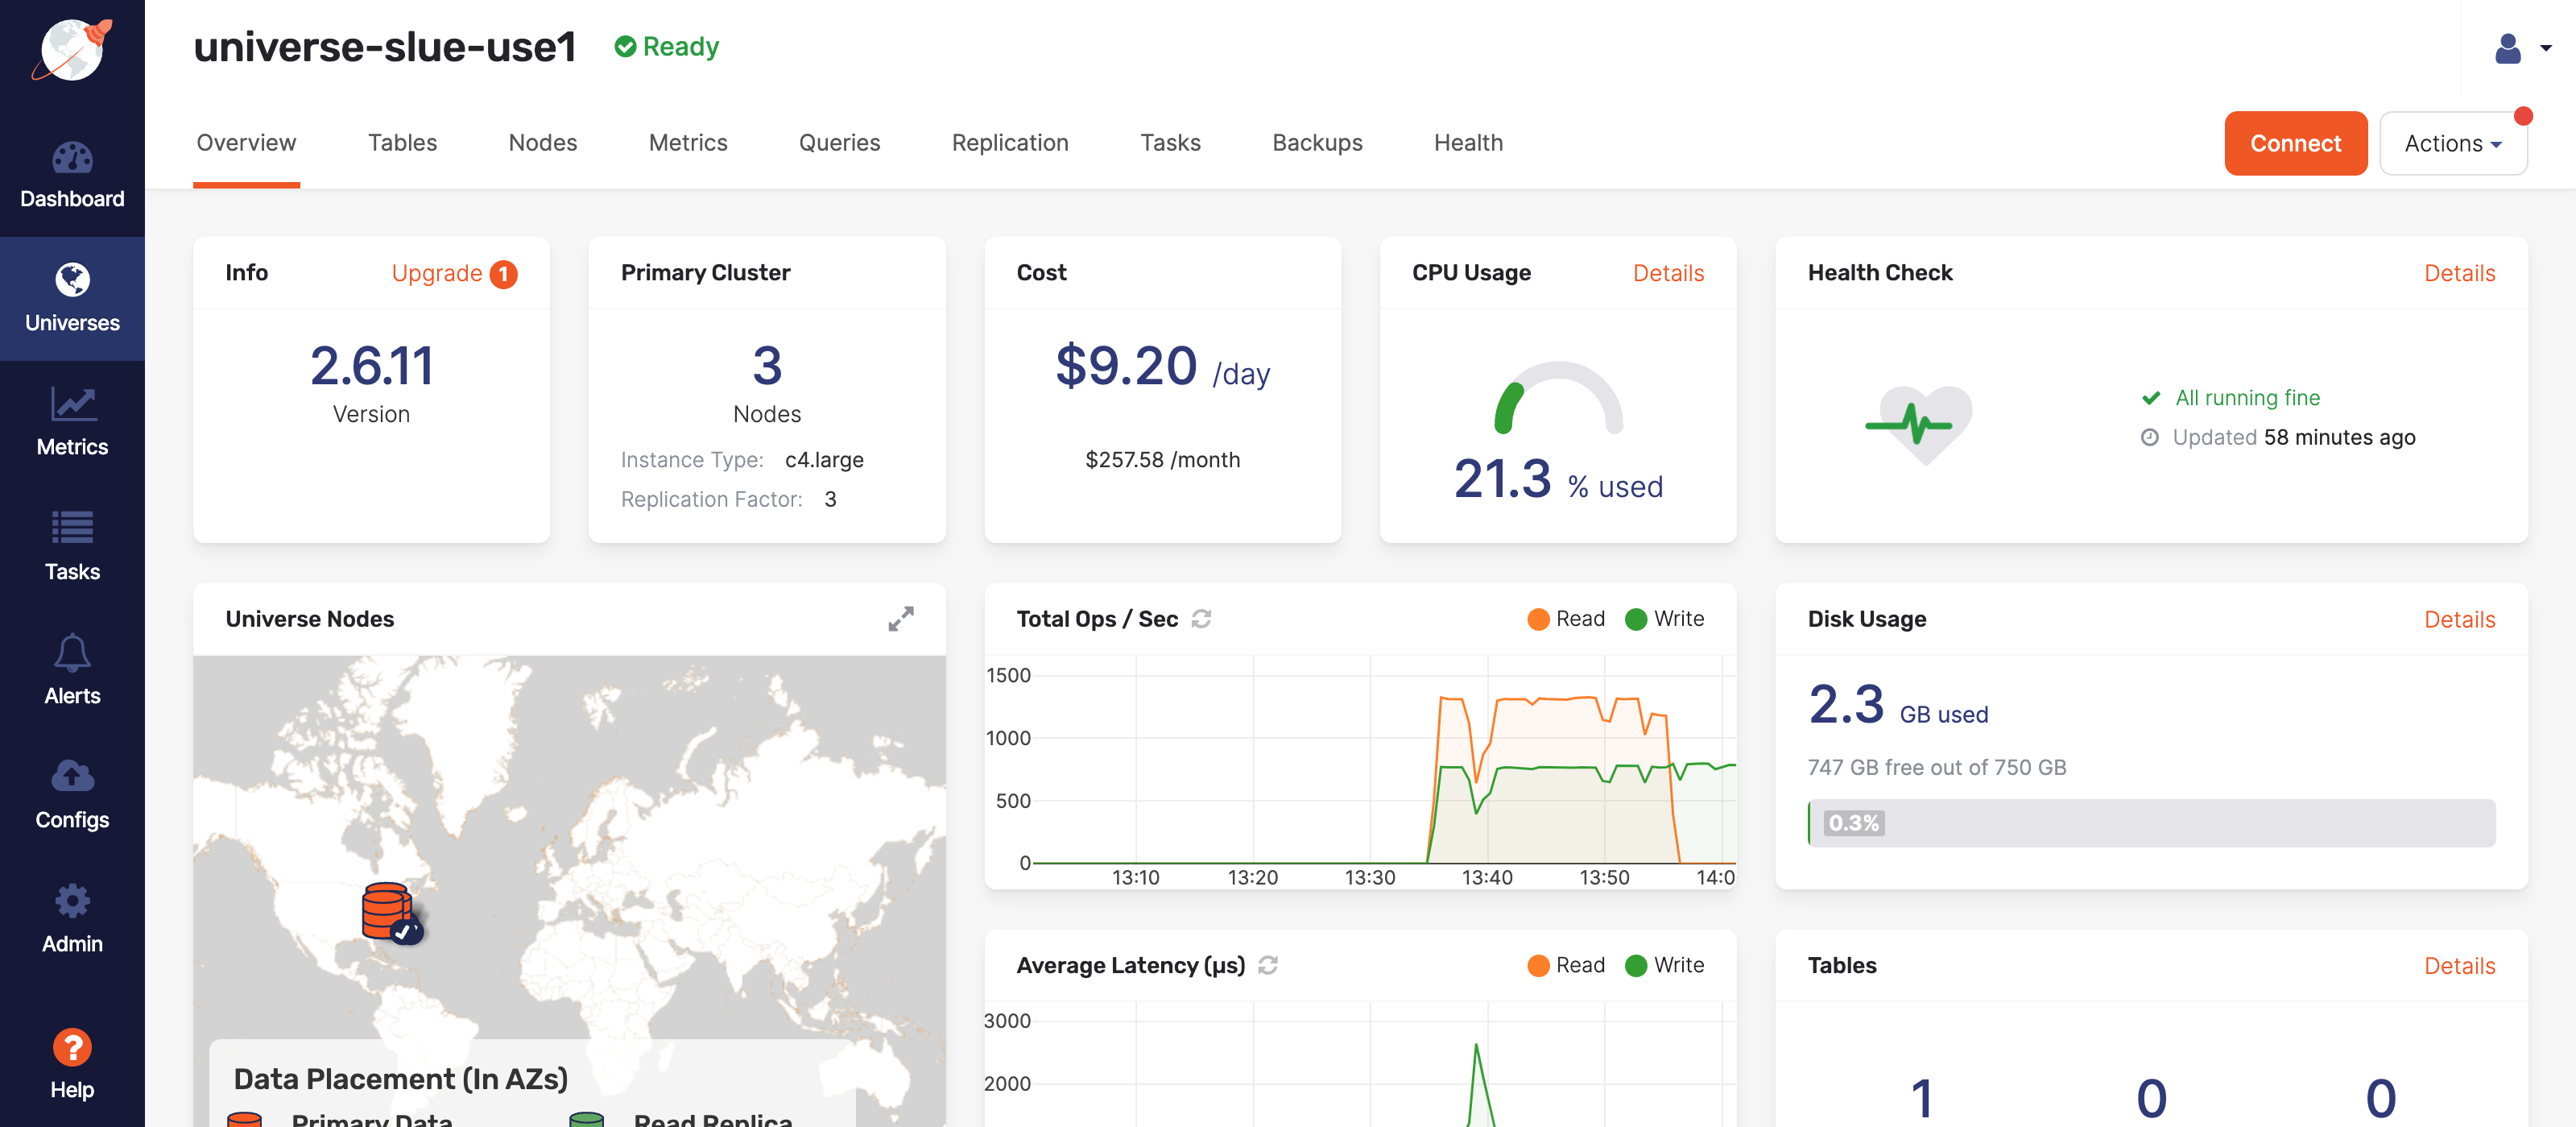 universe-slue-use1 Ready
Overview Tables Nodes Metrics Queries Replication Tasks Backups Health
Connect Actions
Dashboard
Universes
Metrics
Tasks
Alerts
Configs
Admin
Help
Info Upgrade 1
2.6.11
Version
Primary Cluster
3
Nodes
Instance Type: c4.large
Replication Factor: 3
Cost
$9.20 /day
$257.58 /month
CPU Usage Details
21.3 % used
Health Check Details
All running fine
Updated 58 minutes ago
Universe Nodes
Data Placement (In AZs)
Primary Data Read Replica
Total Ops / Sec Read Write
1500
1000
500
0
13:10 13:20 13:30 13:40 13:50 14:0
Disk Usage Details
2.3 GB used
747 GB free out of 750 GB
0.3%
Average Latency (µs) Read Write
3000
2000
Tables Details
1 0 0